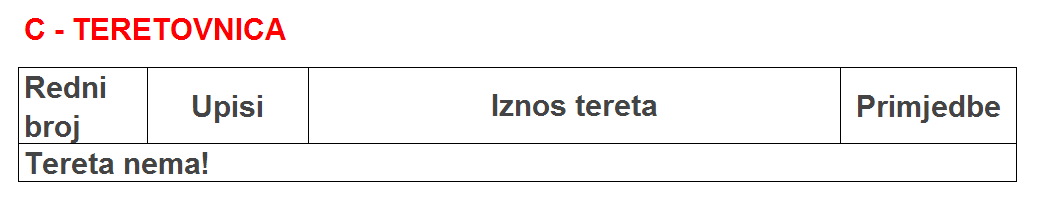 C - TERETOVNICA
Redni
broj
Upisi
Iznos tereta
Primjedbe
Tereta nema!